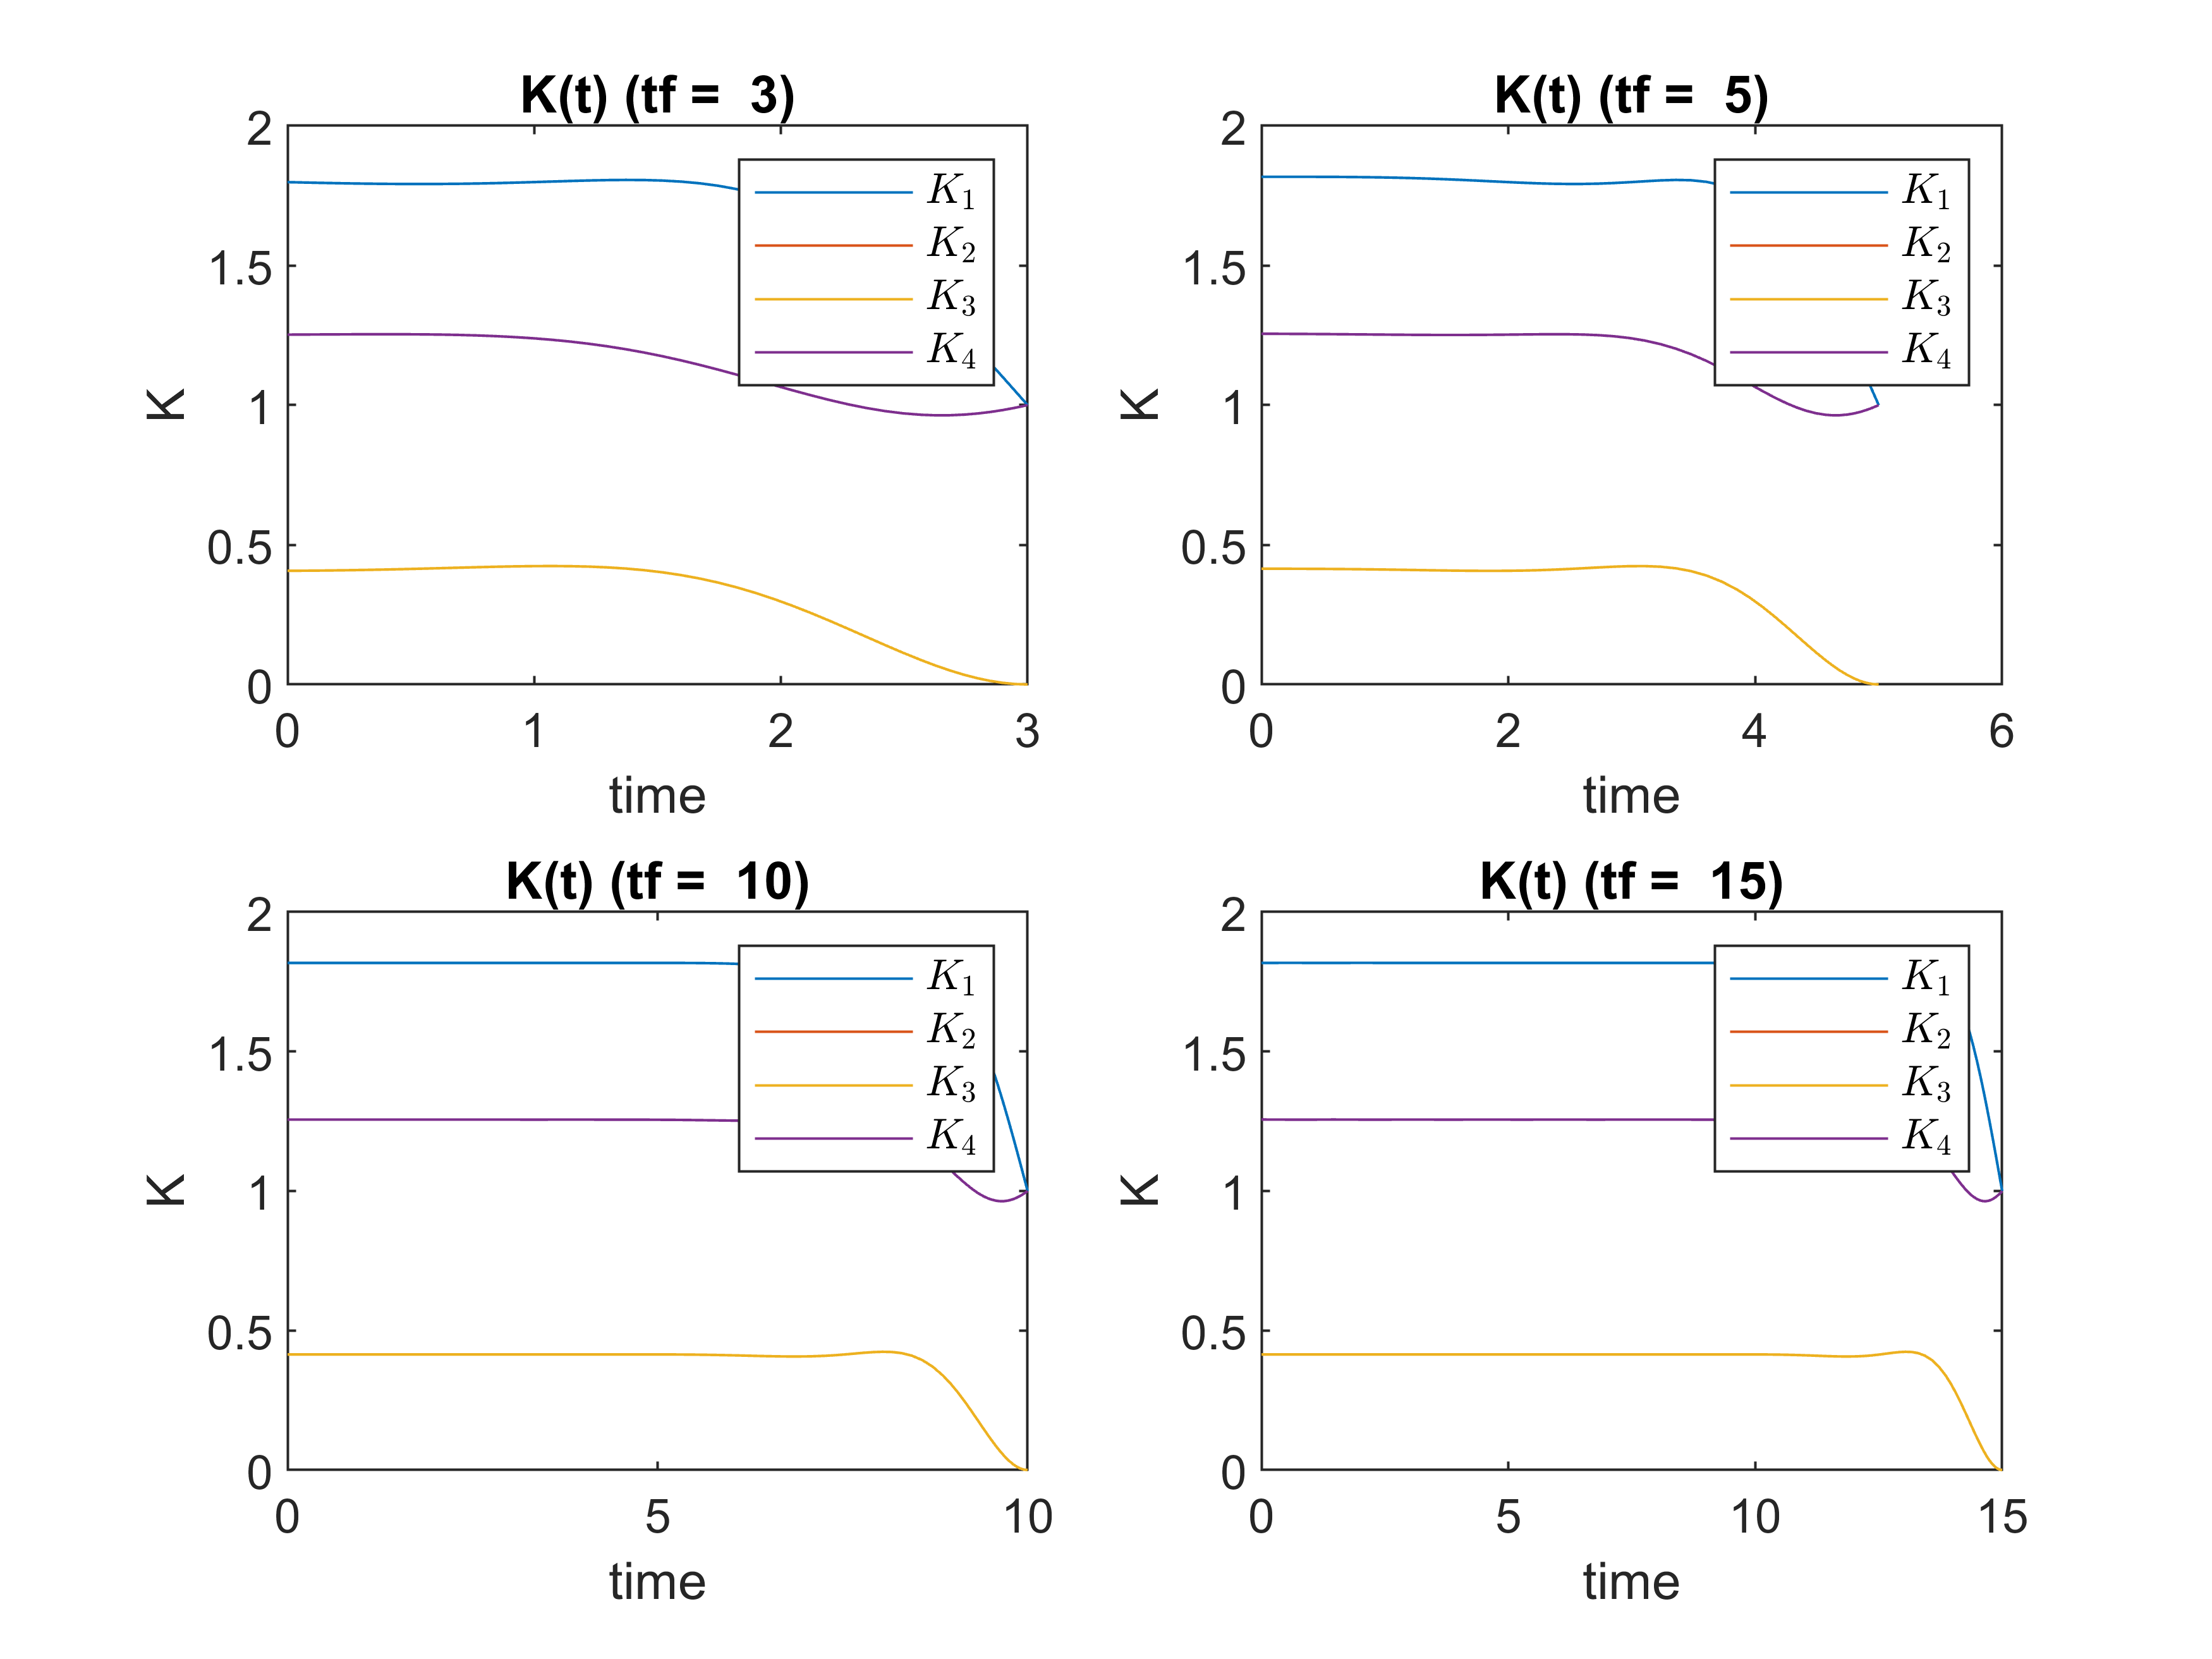 K(t) (tf = 3)
2
1.5
1
0.5
0
K
0 1 2 3
time
K₁
K₂
K₃
K₄
K(t) (tf = 5)
2
1.5
1
0.5
0
K
0 2 4 6
time
K₁
K₂
K₃
K₄
K(t) (tf = 10)
2
1.5
1
0.5
0
K
0 5 10
time
K₁
K₂
K₃
K₄
K(t) (tf = 15)
2
1.5
1
0.5
0
K
0 5 10 15
time
K₁
K₂
K₃
K₄